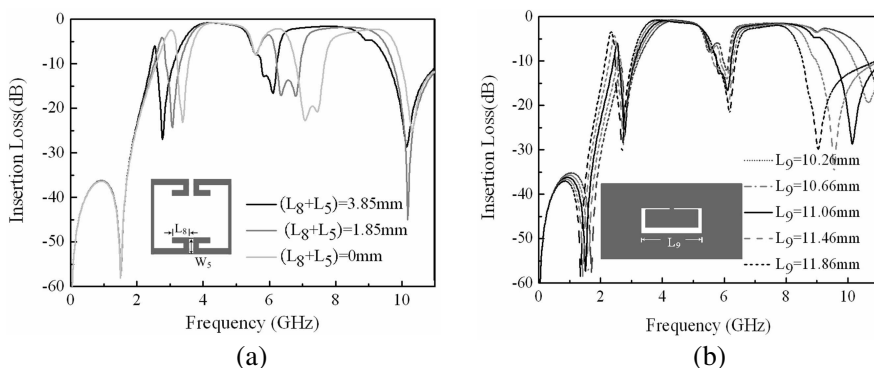 0
-10
-20
-30
-40
-50
-60
Insertion Loss(dB)
L₈
W₅
(L₈+L₅)=3.85mm
(L₈+L₅)=1.85mm
(L₈+L₅)=0mm
0 2 4 6 8 10
Frequency (GHz)
(a)
0
-10
-20
-30
-40
-50
-60
Insertion Loss(dB)
L₉
L₉=10.26mm
L₉=10.66mm
L₉=11.06mm
L₉=11.46mm
L₉=11.86mm
0 2 4 6 8 10
Frequency (GHz)
(b)